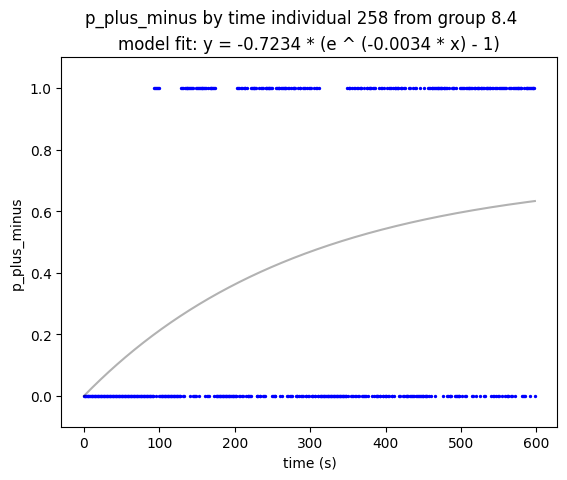 p_plus_minus by time individual 258 from group 8.4
model fit: y = -0.7234 * (e ^ (-0.0034 * x) - 1)
1.0
0.8
0.6
0.4
0.2
0.0
p_plus_minus
0 100 200 300 400 500 600
time (s)